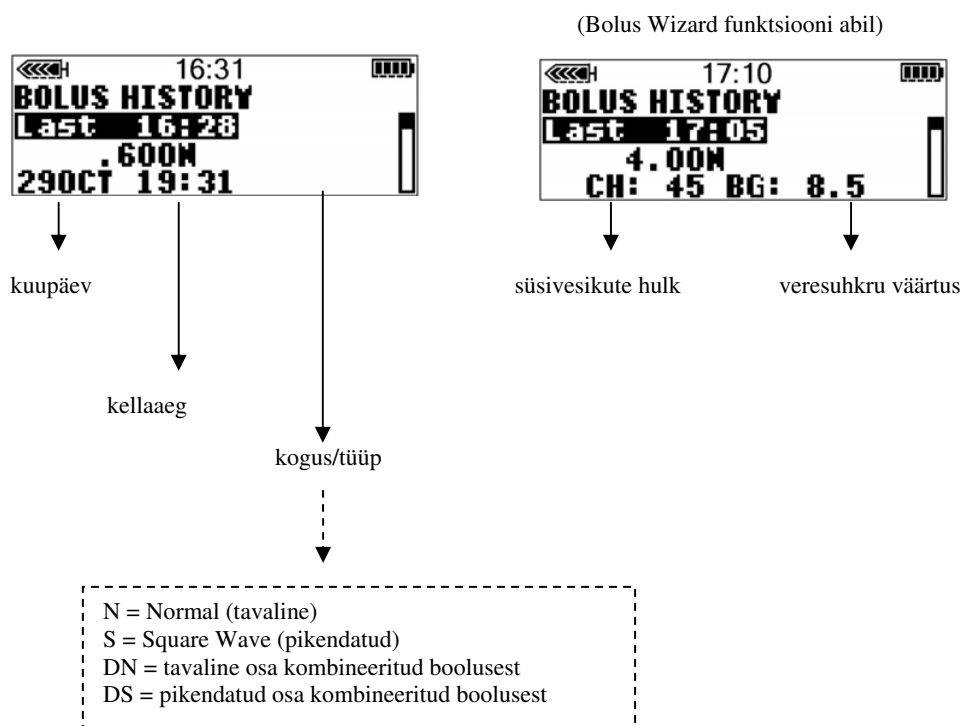 (Bolus Wizard funktsiooni abil)
16:31
BOLUS HISTORY
Last 16:28
.600N
29OCT 19:31
17:10
BOLUS HISTORY
Last 17:05
4.00N
CH: 45 BG: 8.5
kuupäev
süsivesikute hulk
veresuhkru väärtus
kellaaeg
kogus/tüüp
N = Normal (tavaline)
S = Square Wave (pikendatud)
DN = tavaline osa kombineeritud boolusest
DS = pikendatud osa kombineeritud boolusest